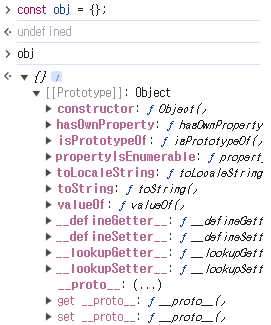 > const obj = {};
< undefined
> obj
< ▼ {} i
▼ [[Prototype]]: Object
▶ constructor: ƒ Object(,
▶ hasOwnProperty: ƒ hasOwnProperty
▶ isPrototypeOf: ƒ isPrototypeOf(
▶ propertyIsEnumerable: ƒ propert
▶ toLocaleString: ƒ toLocaleString
▶ toString: ƒ toString(,
▶ valueOf: ƒ valueOf(,
▶ __defineGetter__: ƒ __defineGett
▶ __defineSetter__: ƒ __defineSett
▶ __lookupGetter__: ƒ __lookupGett
▶ __lookupSetter__: ƒ __lookupSett
__proto__: (...)
▶ get __proto__: ƒ __proto__(,
▶ set __proto__: ƒ __proto__(,